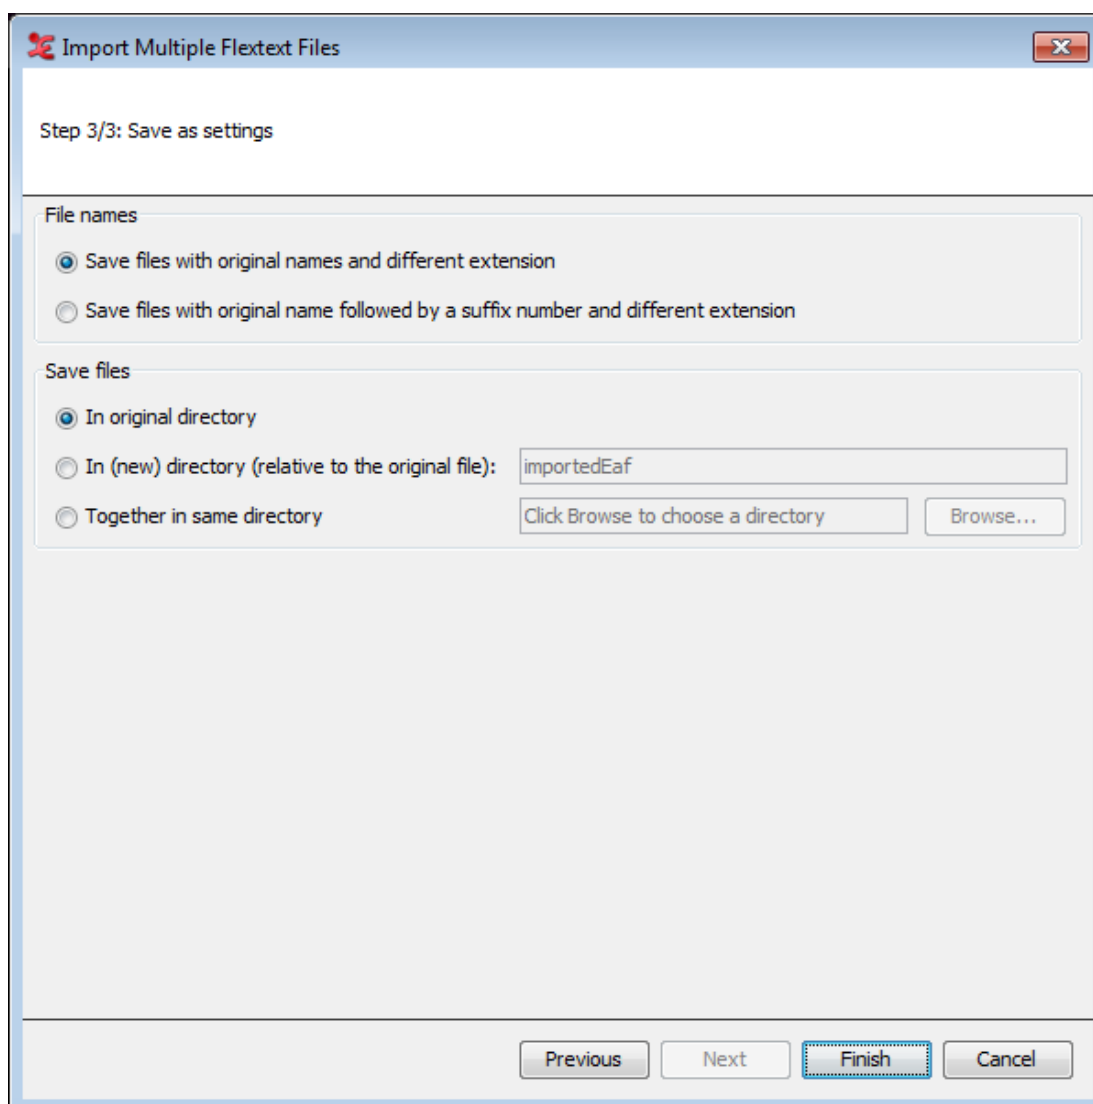 Import Multiple Flextext Files
Step 3/3: Save as settings
File names
Save files with original names and different extension
Save files with original name followed by a suffix number and different extension
Save files
In original directory
In (new) directory (relative to the original file): importedEaf
Together in same directory Click Browse to choose a directory Browse...
Previous Next Finish Cancel